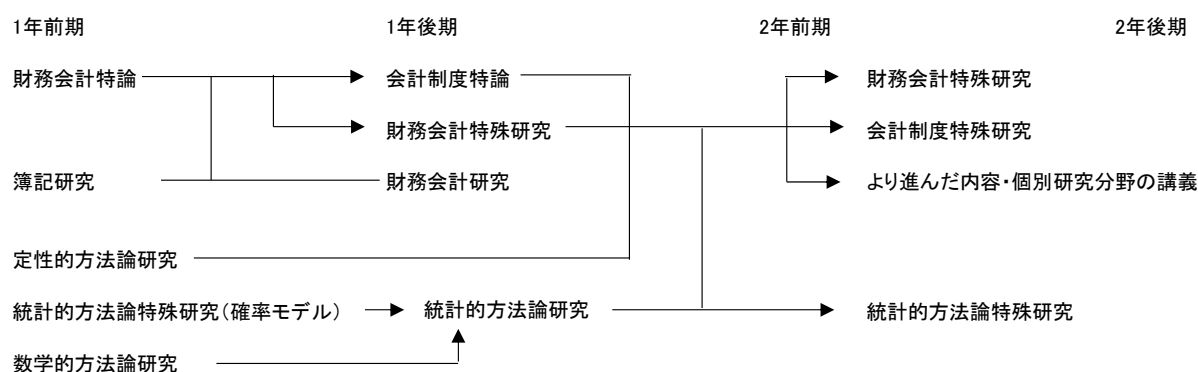 1年前期 1年後期 2年前期 2年後期
財務会計特論 会計制度特論 財務会計特殊研究
財務会計特殊研究 会計制度特殊研究
簿記研究 財務会計研究 より進んだ内容・個別研究分野の講義
定性的方法論研究
統計的方法論特殊研究(確率モデル) 統計的方法論研究 統計的方法論特殊研究
数学的方法論研究